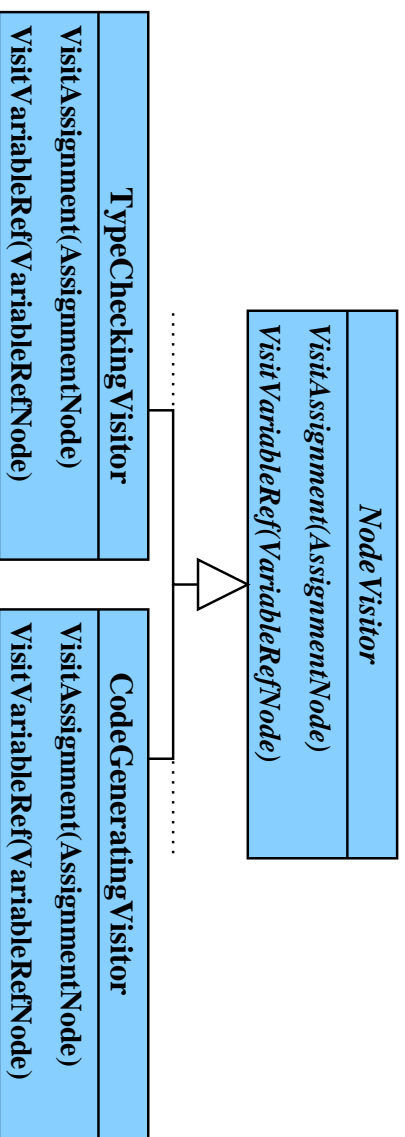 NodeVisitor
VisitAssignment(AssignmentNode)
VisitVariableRef(VariableRefNode)
TypeCheckingVisitor
VisitAssignment(AssignmentNode)
VisitVariableRef(VariableRefNode)
CodeGeneratingVisitor
VisitAssignment(AssignmentNode)
VisitVariableRef(VariableRefNode)